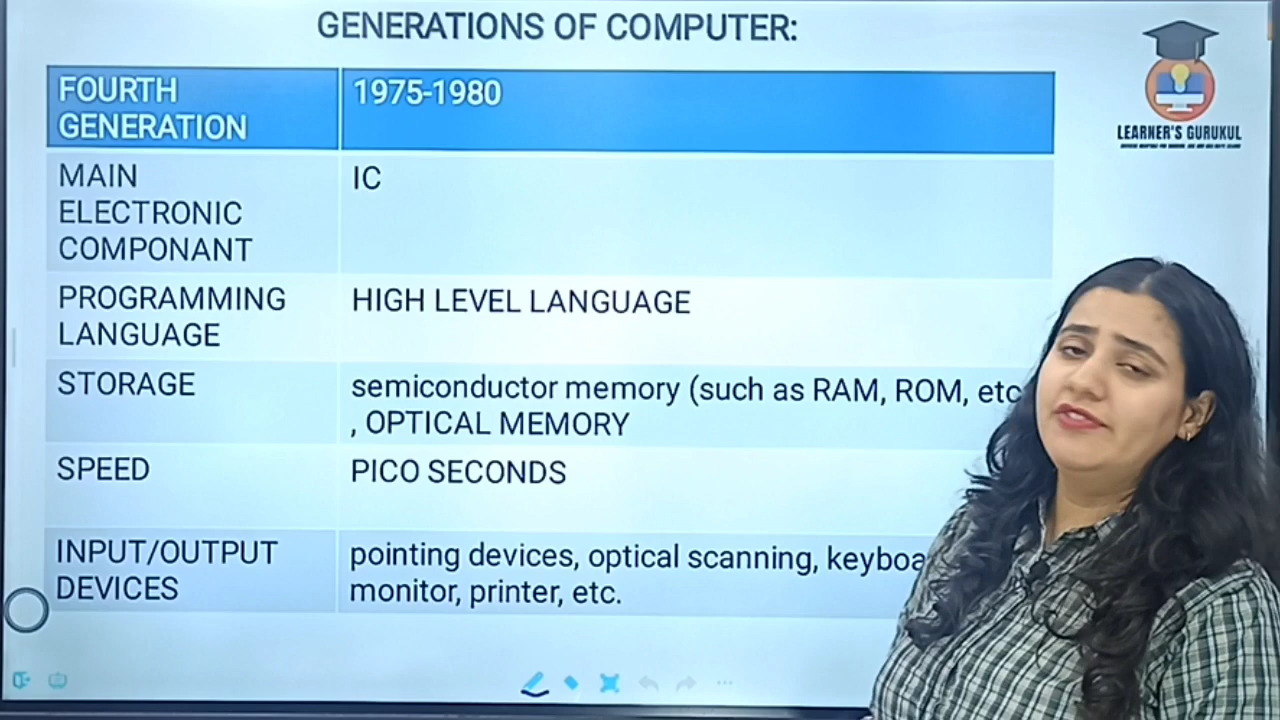 GENERATIONS OF COMPUTER:
FOURTH
GENERATION
1975-1980
MAIN
ELECTRONIC
COMPONANT
IC
PROGRAMMING
LANGUAGE
HIGH LEVEL LANGUAGE
STORAGE
semiconductor memory (such as RAM, ROM, etc
, OPTICAL MEMORY
SPEED
PICO SECONDS
INPUT/OUTPUT
DEVICES
pointing devices, optical scanning, keyboa
monitor, printer, etc.
LEARNER'S GURUKUL